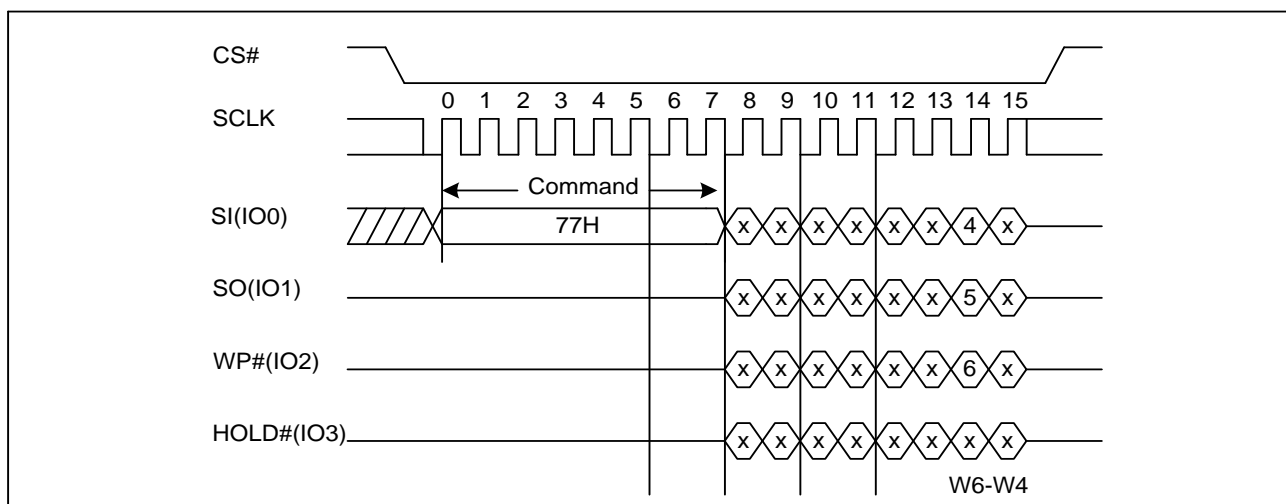 CS#
0 1 2 3 4 5 6 7 8 9 10 11 12 13 14 15
SCLK
Command
SI(IO0)
77H
x x x x x x 4 x
SO(IO1)
x x x x x x 5 x
WP#(IO2)
x x x x x x 6 x
HOLD#(IO3)
x x x x x x x x
W6-W4